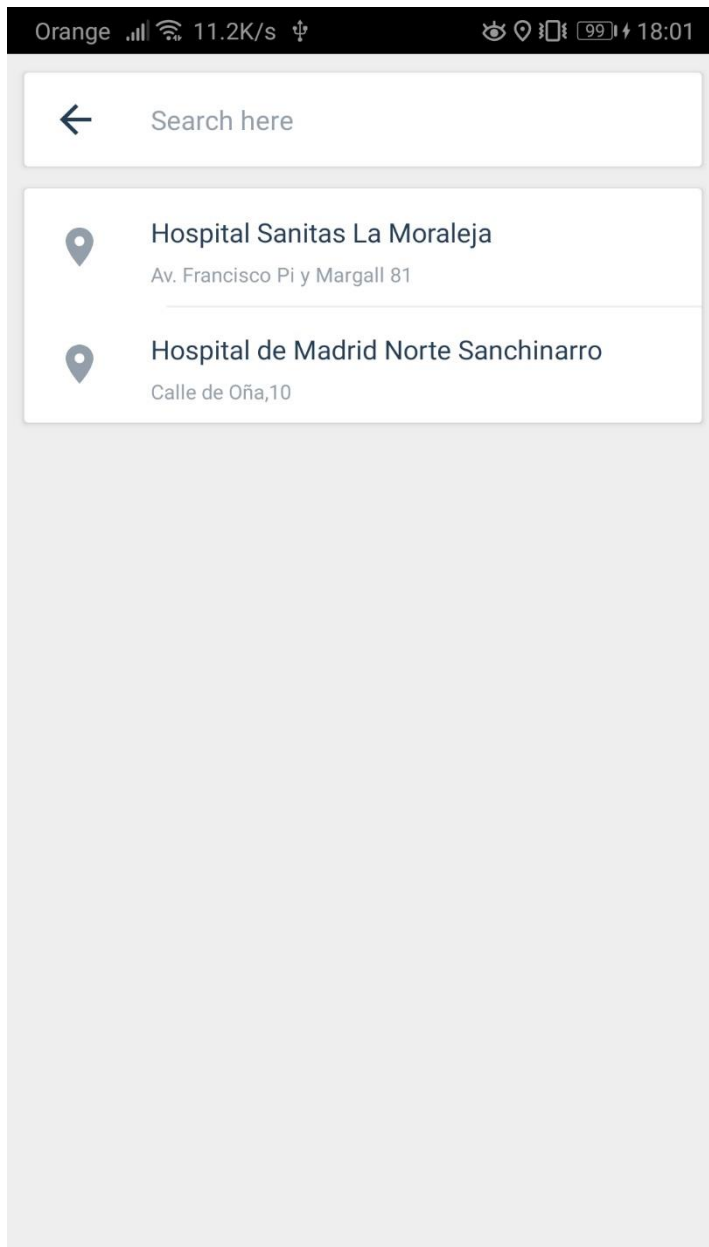 Orange 11.2K/s 99 18:01
Search here
Hospital Sanitas La Moraleja
Av. Francisco Pi y Margall 81
Hospital de Madrid Norte Sanchinarro
Calle de Oña,10